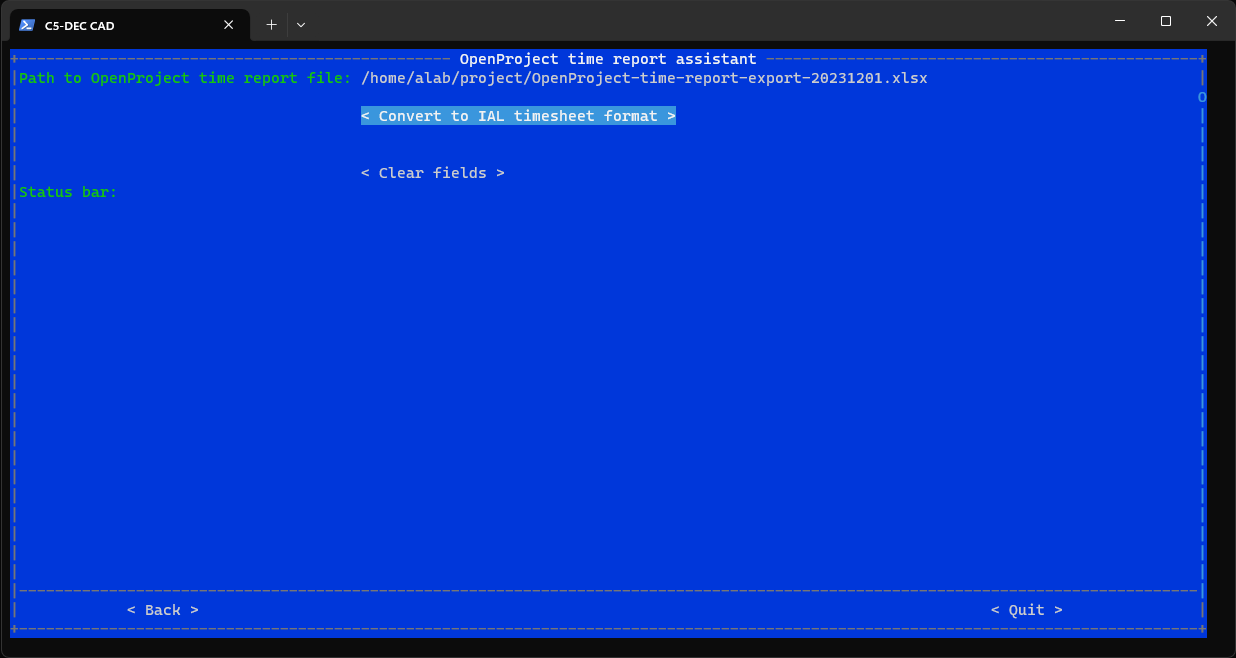 C5-DEC CAD
OpenProject time report assistant
Path to OpenProject time report file: /home/alab/project/OpenProject-time-report-export-20231201.xlsx
O
< Convert to IAL timesheet format >
< Clear fields >
Status bar:
< Back > < Quit >